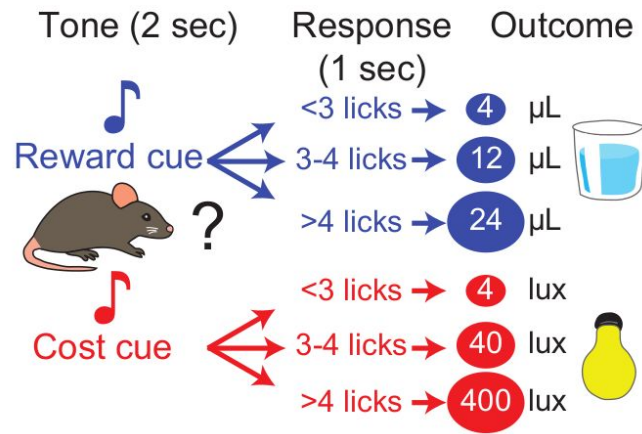 Tone (2 sec) Response (1 sec) Outcome
<3 licks 4 µL
Reward cue 3-4 licks 12 µL
>4 licks 24 µL
?
<3 licks 4 lux
Cost cue 3-4 licks 40 lux
>4 licks 400 lux